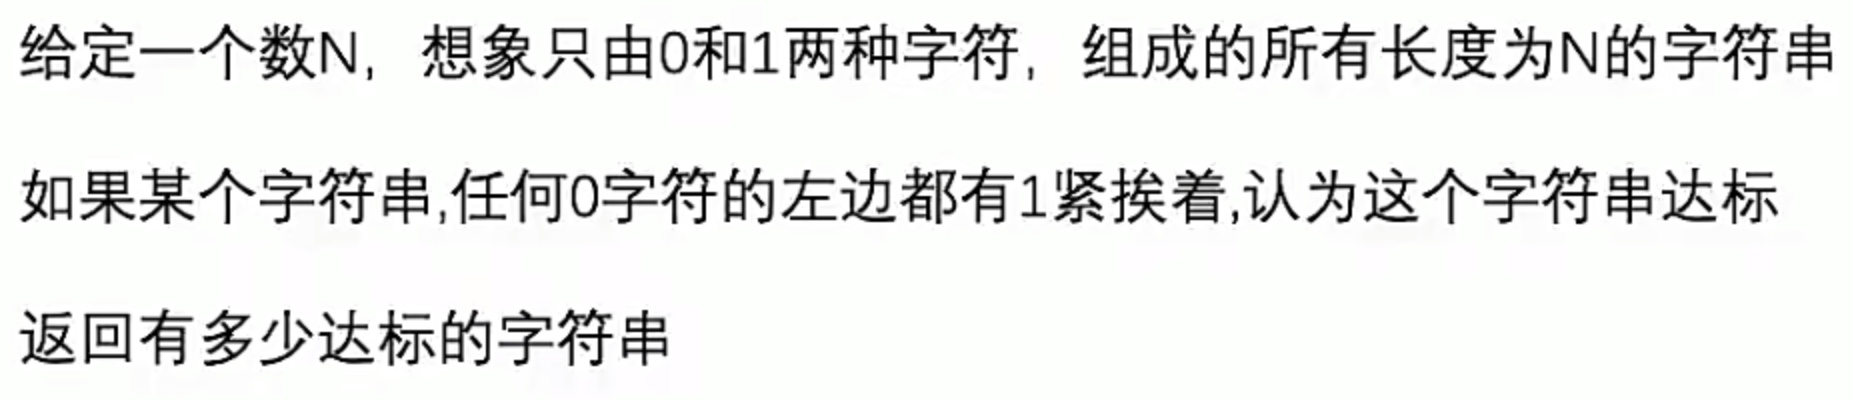 给定一个数N，想象只由0和1两种字符，组成的所有长度为N的字符串
如果某个字符串,任何0字符的左边都有1紧挨着,认为这个字符串达标
返回有多少达标的字符串